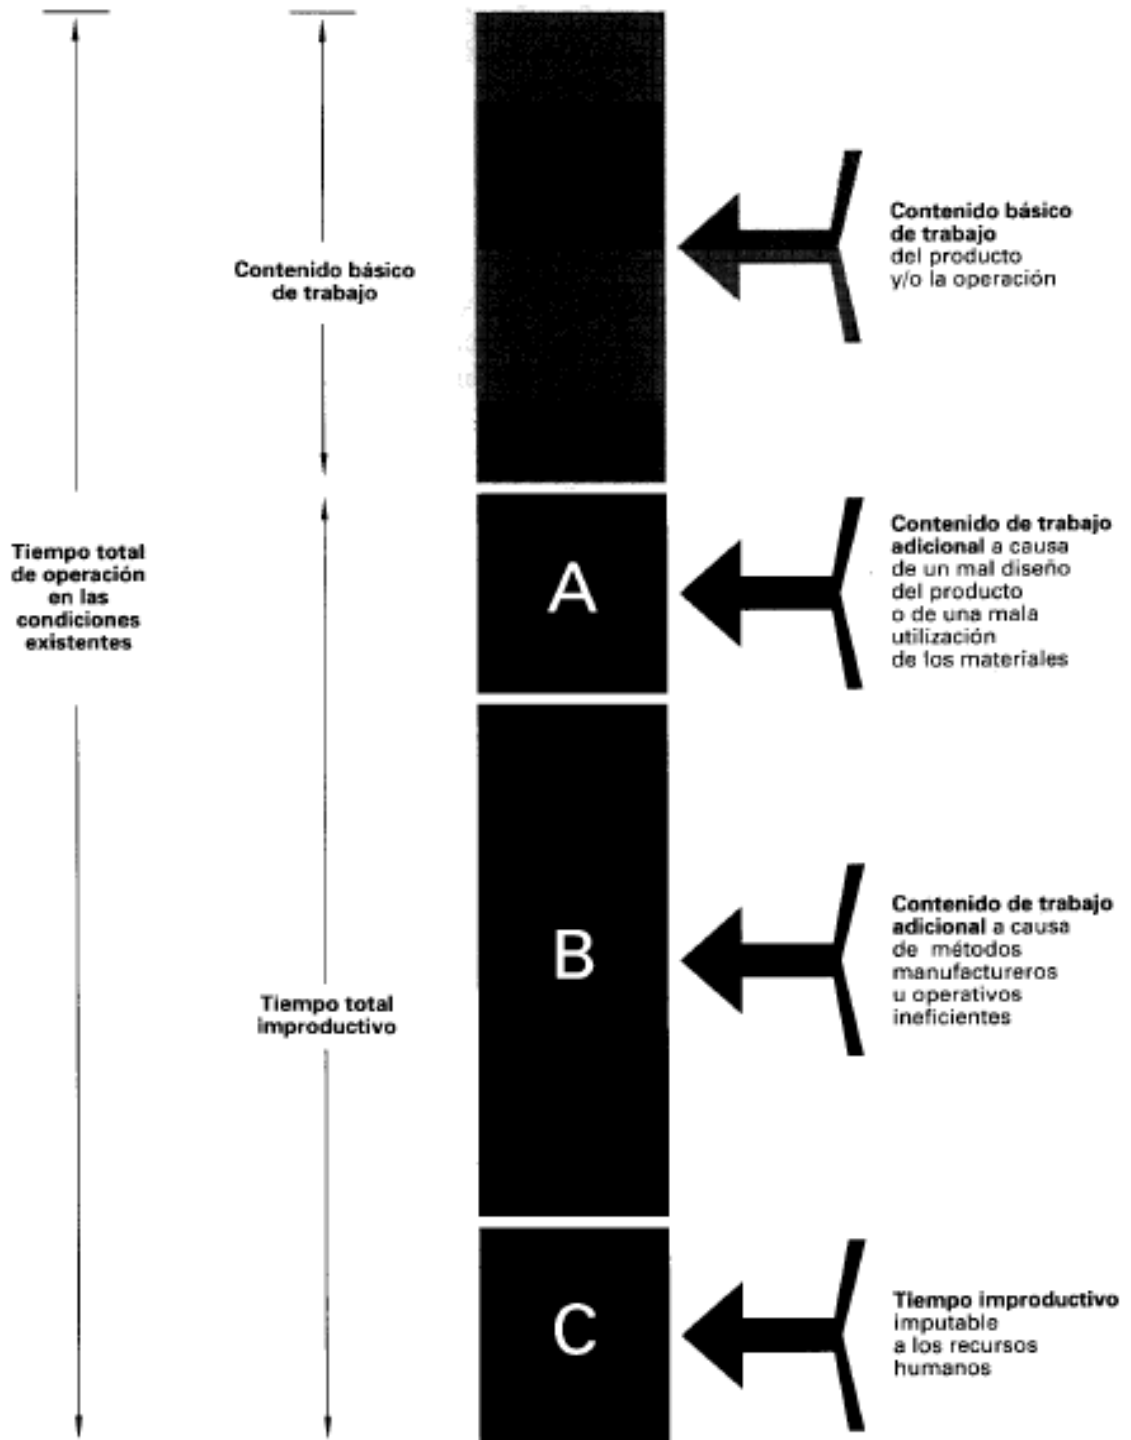 Contenido básico
de trabajo
del producto
y/o la operación
Contenido básico
de trabajo
Contenido de trabajo
adicional a causa
de un mal diseño
del producto
o de una mala
utilización
de los materiales
Tiempo total
de operación
en las
condiciones
existentes
A
Contenido de trabajo
adicional a causa
de métodos
manufactureros
u operativos
ineficientes
B
Tiempo total
improductivo
Tiempo improductivo
imputable
a los recursos
humanos
C